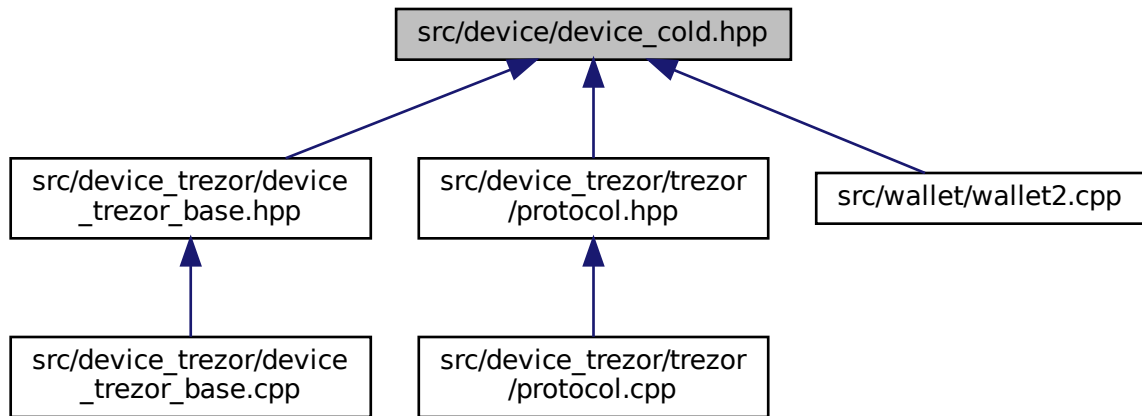 src/device/device_cold.hpp
src/device_trezor/device
_trezor_base.hpp
src/device_trezor/trezor
/protocol.hpp
src/wallet/wallet2.cpp
src/device_trezor/device
_trezor_base.cpp
src/device_trezor/trezor
/protocol.cpp